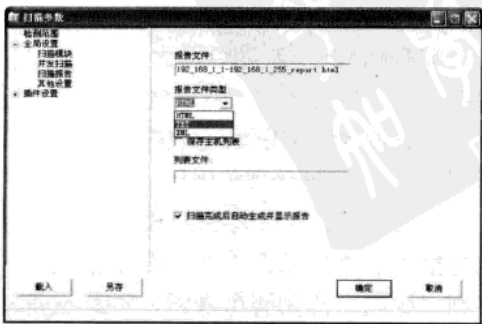 扫描参数
检测范围
全局设置
扫描模块
并发扫描
扫描报告
其他设置
插件设置
报告文件:
192_168_1_1-192_168_1_255_report html
报告文件类型
HTML
TXT
XML
保存主机列表
列表文件:
扫描完成后自动生成并显示报告
载入
另存
确定
取消